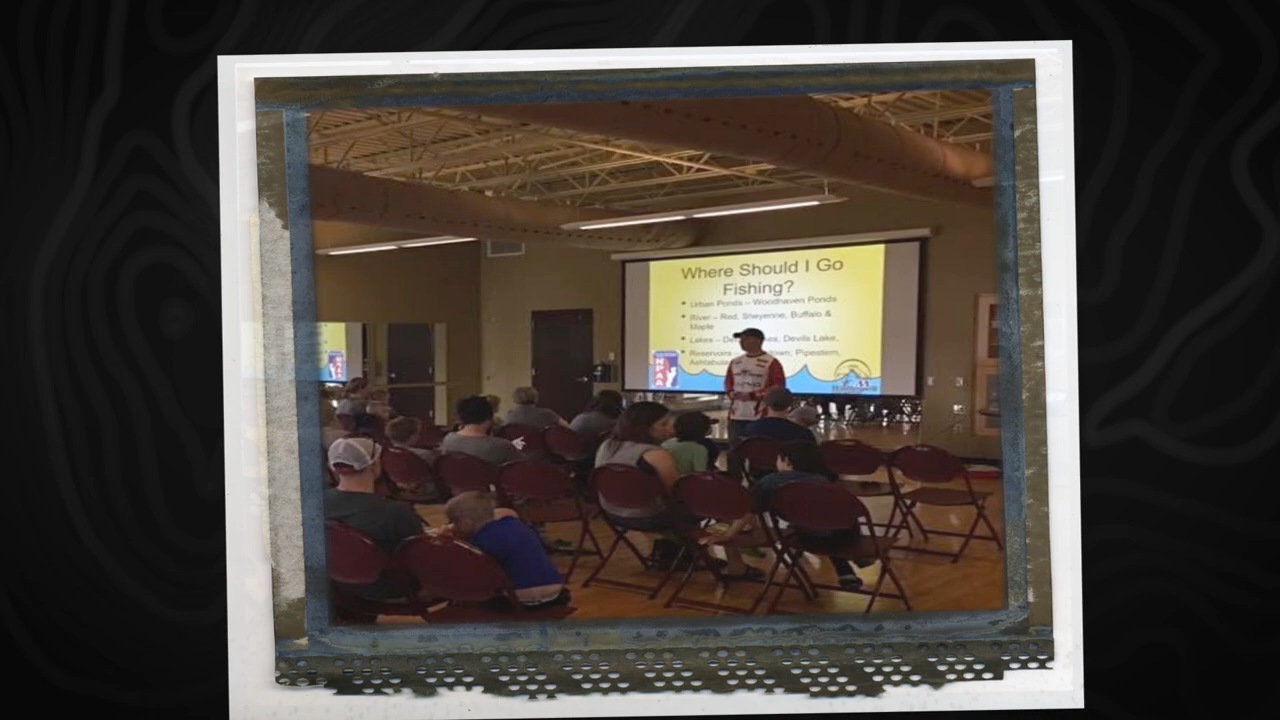 Where Should I Go
Fishing?
Urban Ponds – Woodhaven Ponds
River – Red, Sheyenne, Buffalo &
Maple
Lakes – Devils Lake,
Reservoirs – Pipestem,
Ashtabula
NPAA